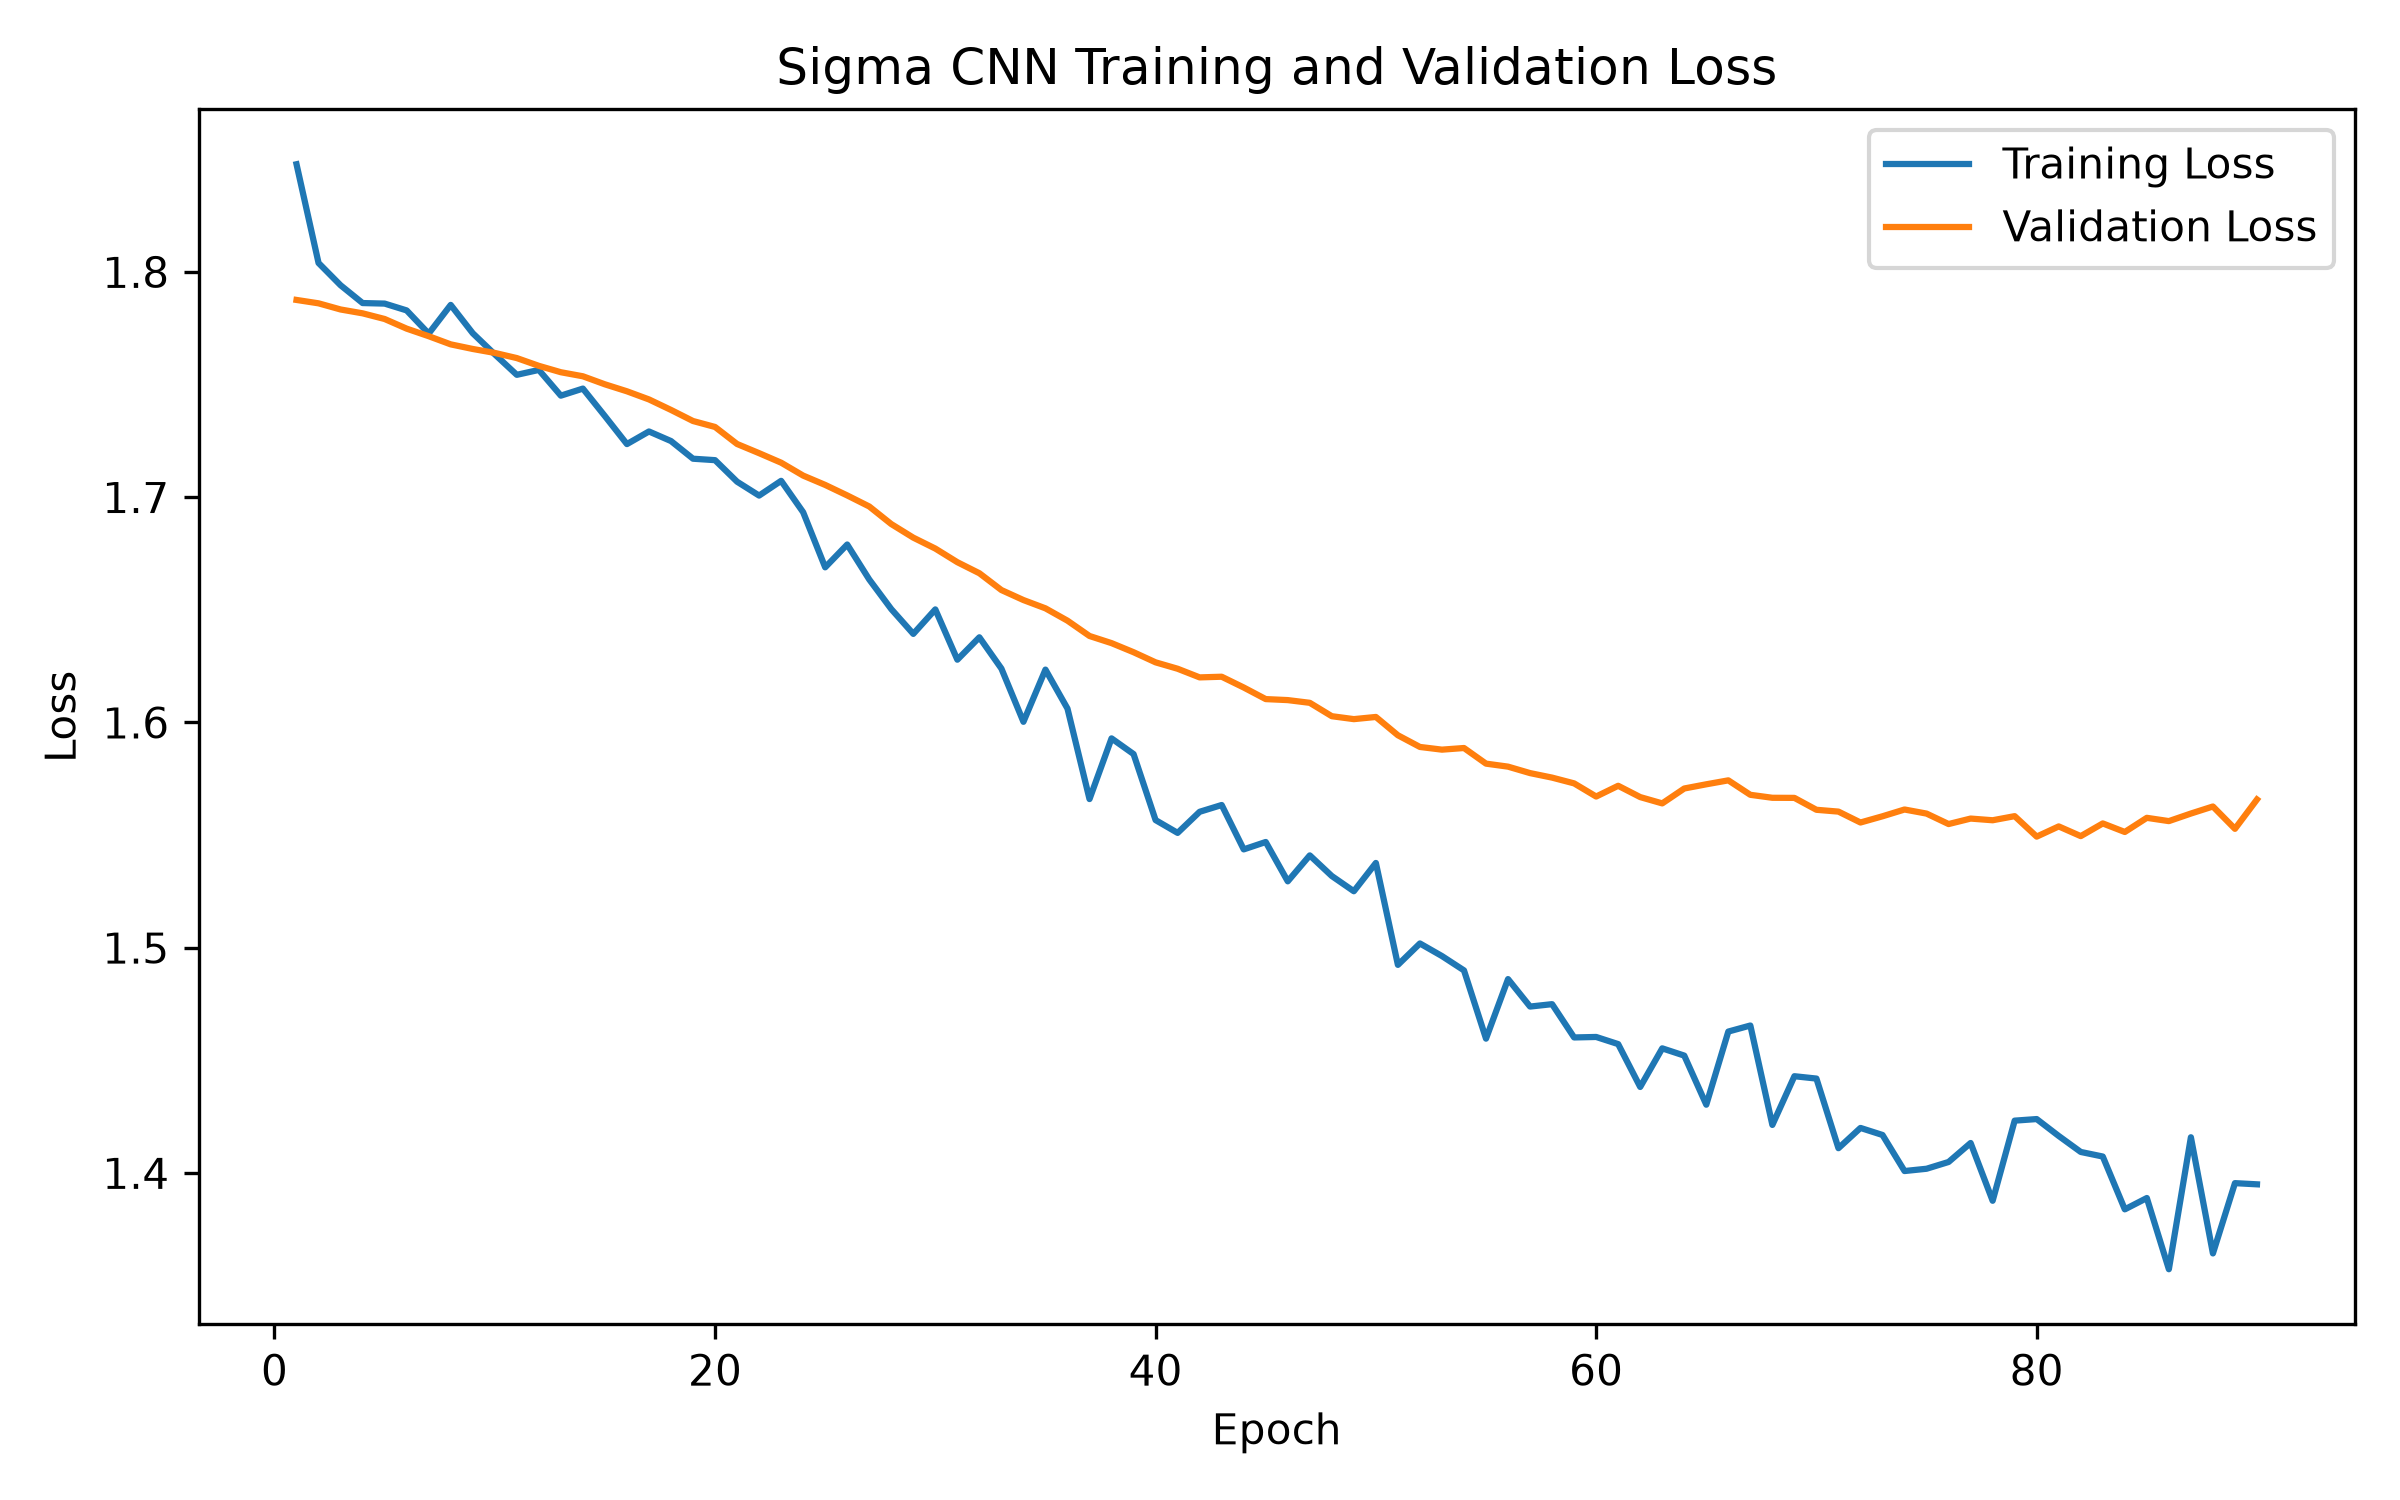 Sigma CNN Training and Validation Loss
Training Loss
Validation Loss
1.8
1.7
1.6
1.5
1.4
Loss
0 20 40 60 80
Epoch